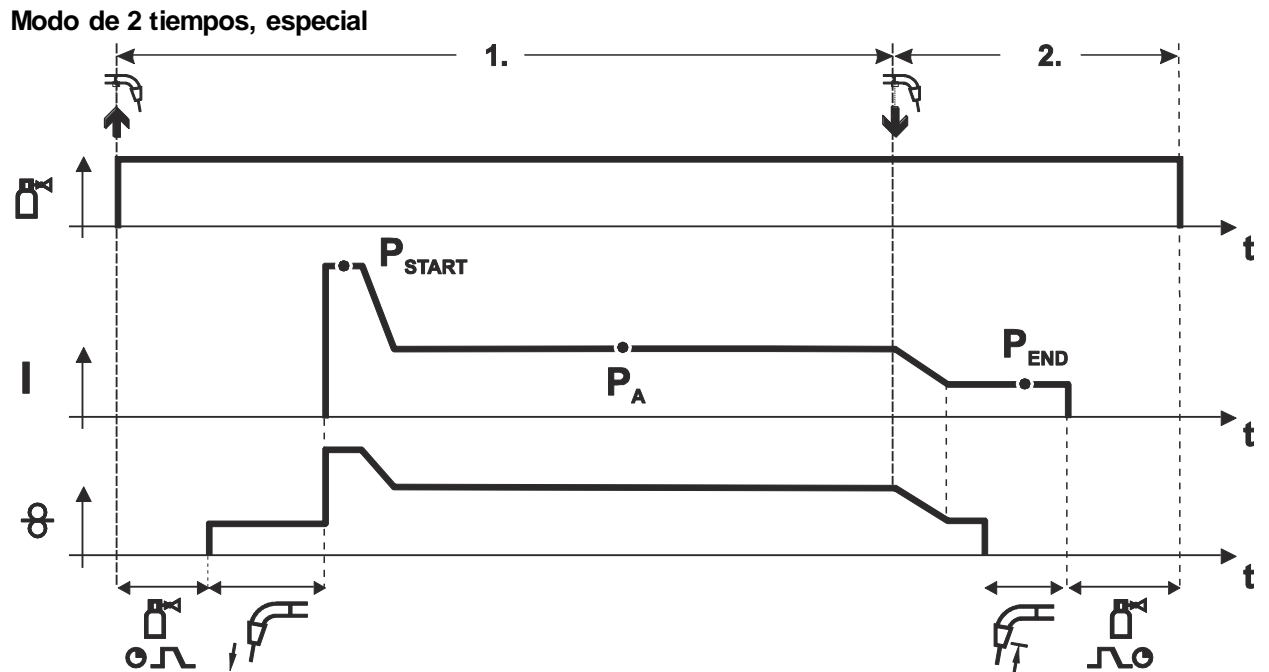 Modo de 2 tiempos, especial
1. 2.
t
P START
P END
I
P A
t
t